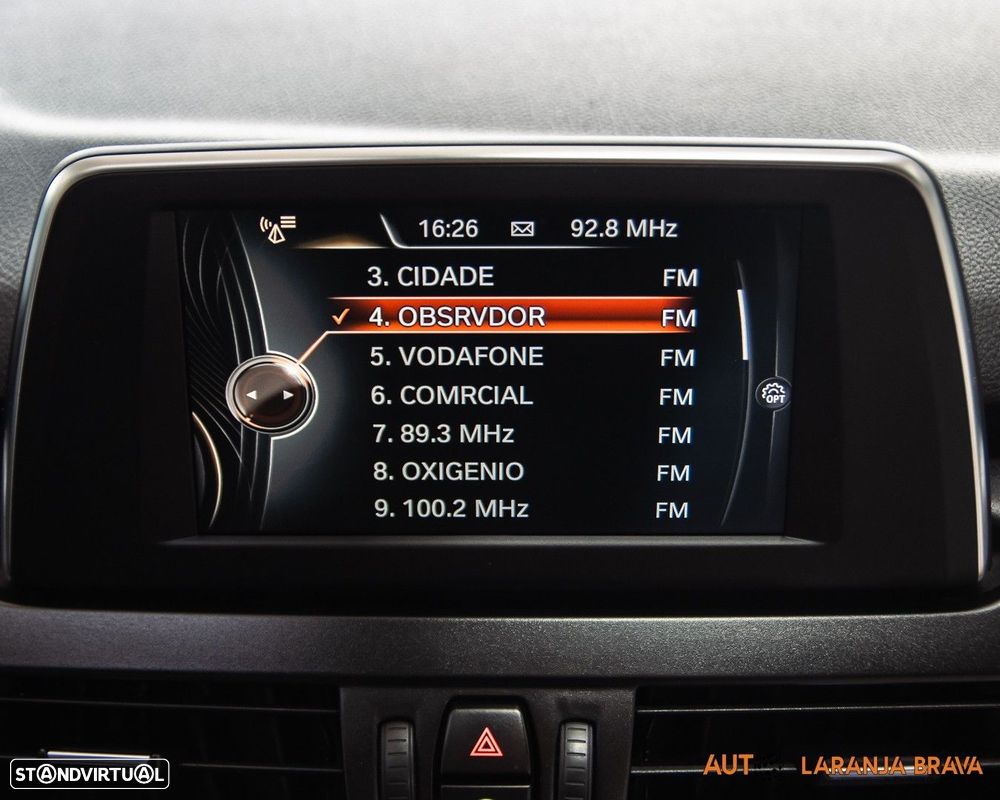 16:26 92.8 MHz
3. CIDADE FM
4. OBSRVDOR FM
5. VODAFONE FM
6. COMRCIAL FM
7. 89.3 MHz FM
8. OXIGENIO FM
9. 100.2 MHz FM
OPT
STANDVIRTUAL
AUT LARANJA BRAVA